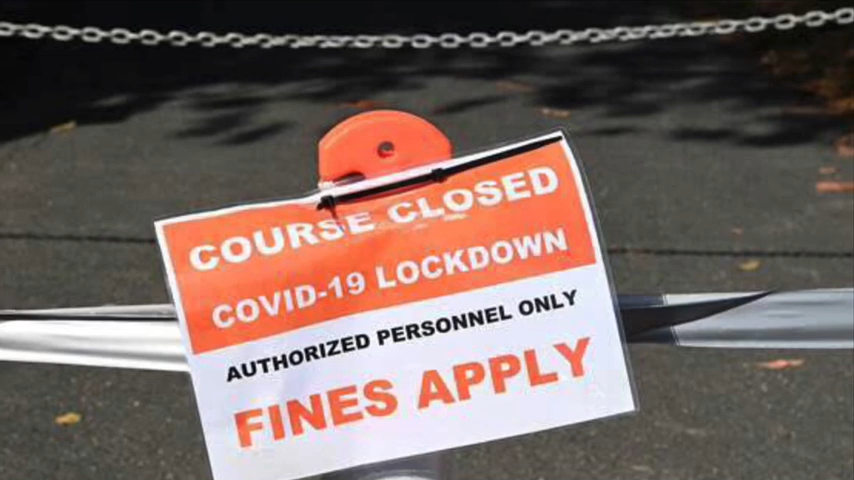 COURSE CLOSED
COVID-19 LOCKDOWN
AUTHORIZED PERSONNEL ONLY
FINES APPLY